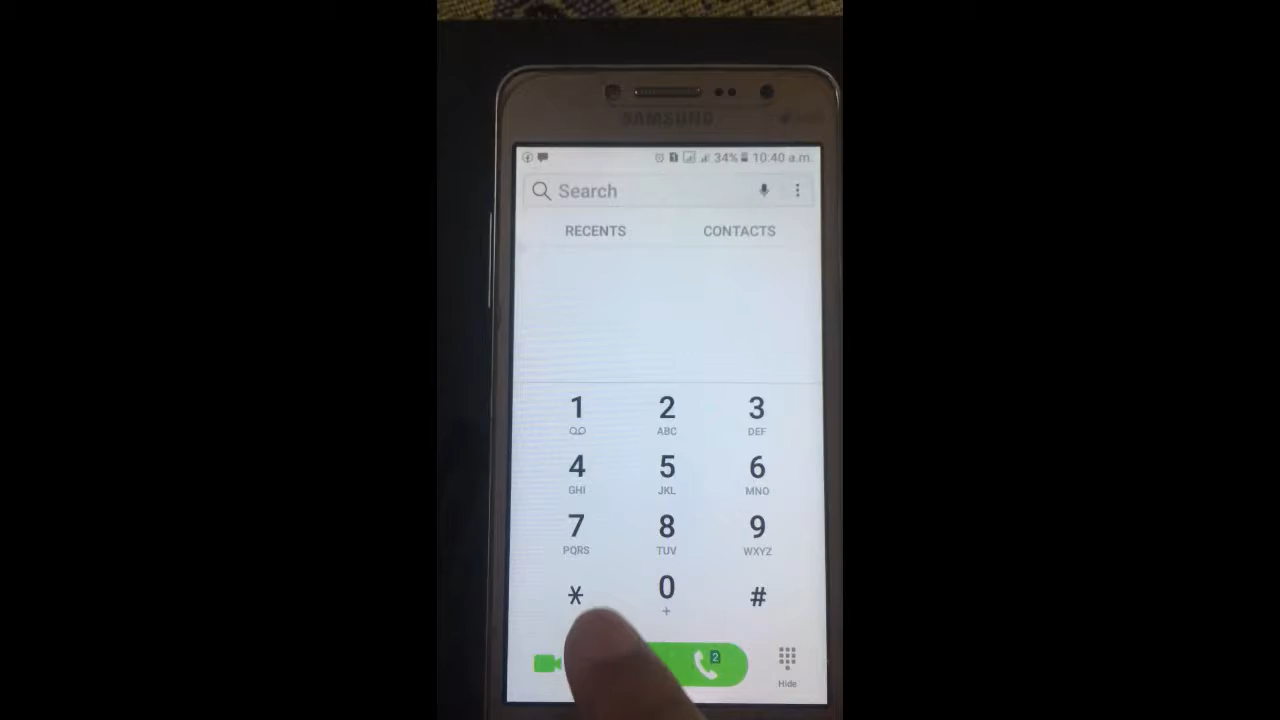 SAMSUNG
34% 10:40 a.m.
Search
RECENTS CONTACTS
1 2 3
ABC DEF
4 5 6
GHI JKL MNO
7 8 9
PQRS TUV WXYZ
* 0 #
+
2
Hide